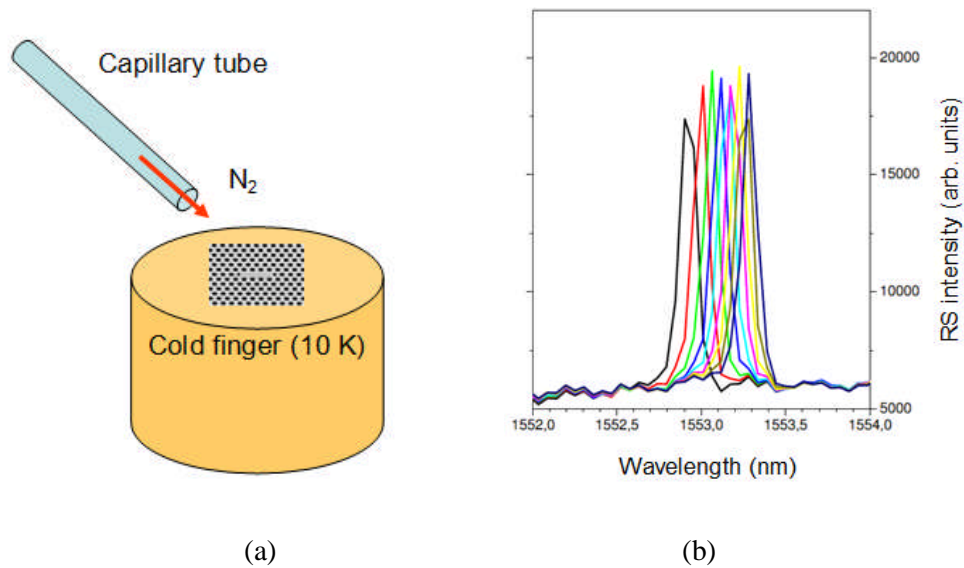 Capillary tube
N2
Cold finger (10 K)
(a)
20000
15000
10000
5000
RS intensity (arb. units)
1552,0 1552,5 1553,0 1553,5 1554,0
Wavelength (nm)
(b)